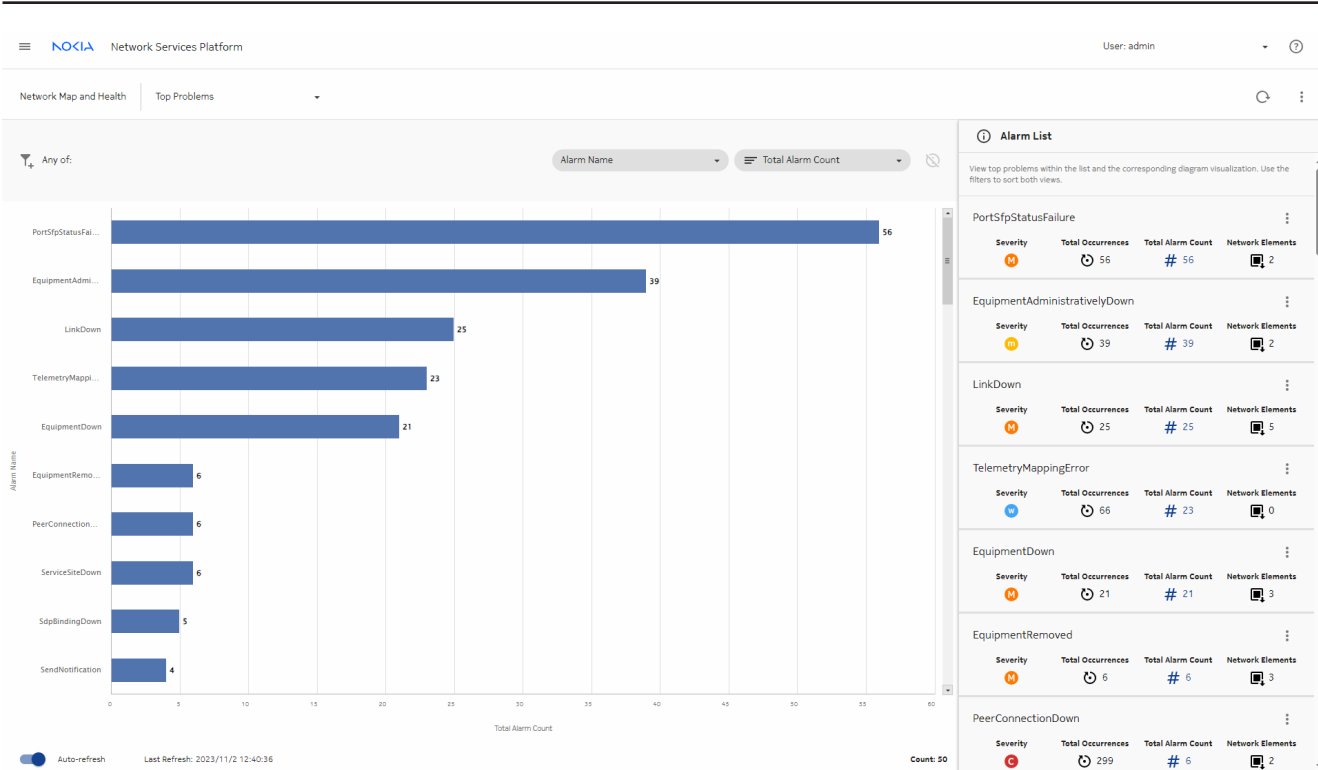 NOKIA Network Services Platform User: admin
Network Map and Health Top Problems
Any of: Alarm Name Total Alarm Count
Alarm List
View top problems within the list and the corresponding diagram visualization. Use the
filters to sort both views.
Alarm Name
PortSfpStatusFai... 56
EquipmentAdmi... 39
LinkDown 25
TelemetryMappi... 23
EquipmentDown 21
EquipmentRemo... 6
PeerConnection... 6
ServiceSiteDown 6
SdpBindingDown 5
SendNotification 4
0 5 10 15 20 25 30 35 40 45 50 55 60
Total Alarm Count
Auto-refresh Last Refresh: 2023/11/2 12:40:36 Count: 50
PortSfpStatusFailure
Severity Total Occurrences Total Alarm Count Network Elements
M 56 # 56 2
EquipmentAdministrativelyDown
Severity Total Occurrences Total Alarm Count Network Elements
m 39 # 39 2
LinkDown
Severity Total Occurrences Total Alarm Count Network Elements
M 25 # 25 5
TelemetryMappingError
Severity Total Occurrences Total Alarm Count Network Elements
w 66 # 23 0
EquipmentDown
Severity Total Occurrences Total Alarm Count Network Elements
M 21 # 21 3
EquipmentRemoved
Severity Total Occurrences Total Alarm Count Network Elements
M 6 # 6 3
PeerConnectionDown
Severity Total Occurrences Total Alarm Count Network Elements
C 299 # 6 2